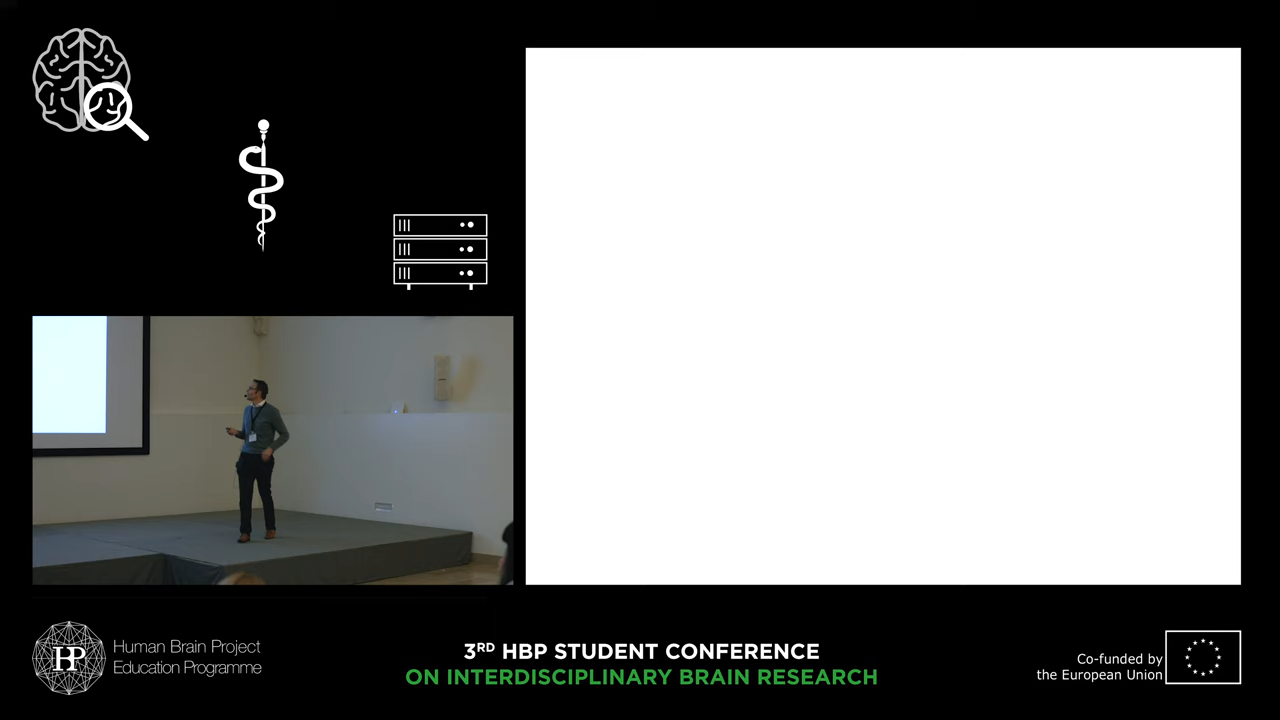 HP
Human Brain Project
Education Programme
3RD HBP STUDENT CONFERENCE
ON INTERDISCIPLINARY BRAIN RESEARCH
Co-funded by
the European Union